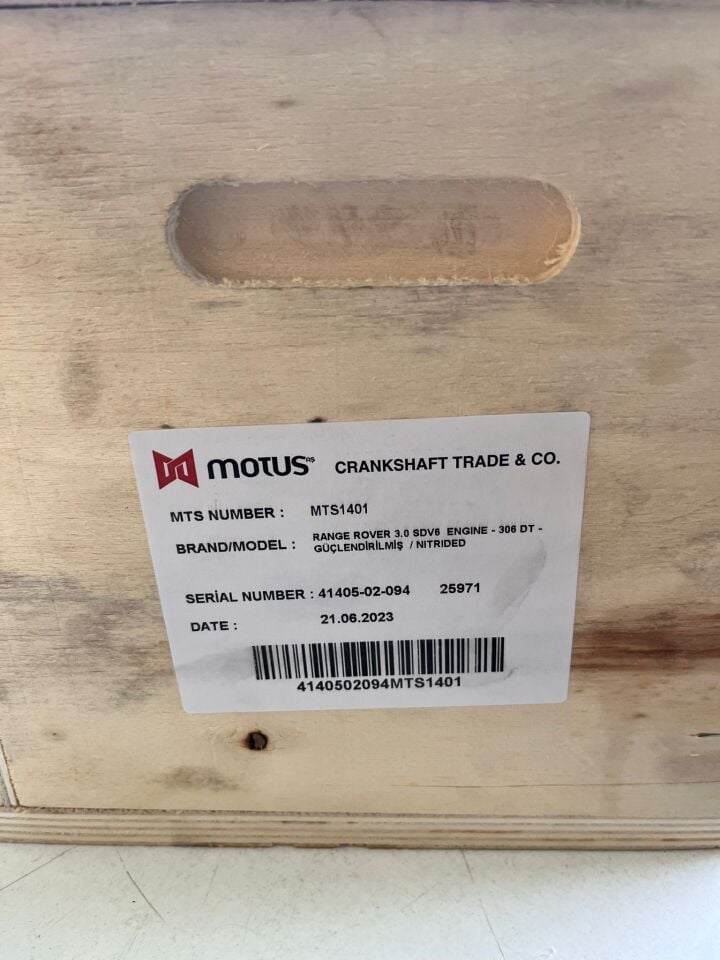 motus AŞ CRANKSHAFT TRADE & CO.
MTS NUMBER : MTS1401
BRAND/MODEL : RANGE ROVER 3.0 SDV6 ENGINE - 306 DT -
GÜÇLENDİRİLMİŞ / NITRIDED
SERİAL NUMBER : 41405-02-094 25971
DATE : 21.06.2023
4140502094MTS1401